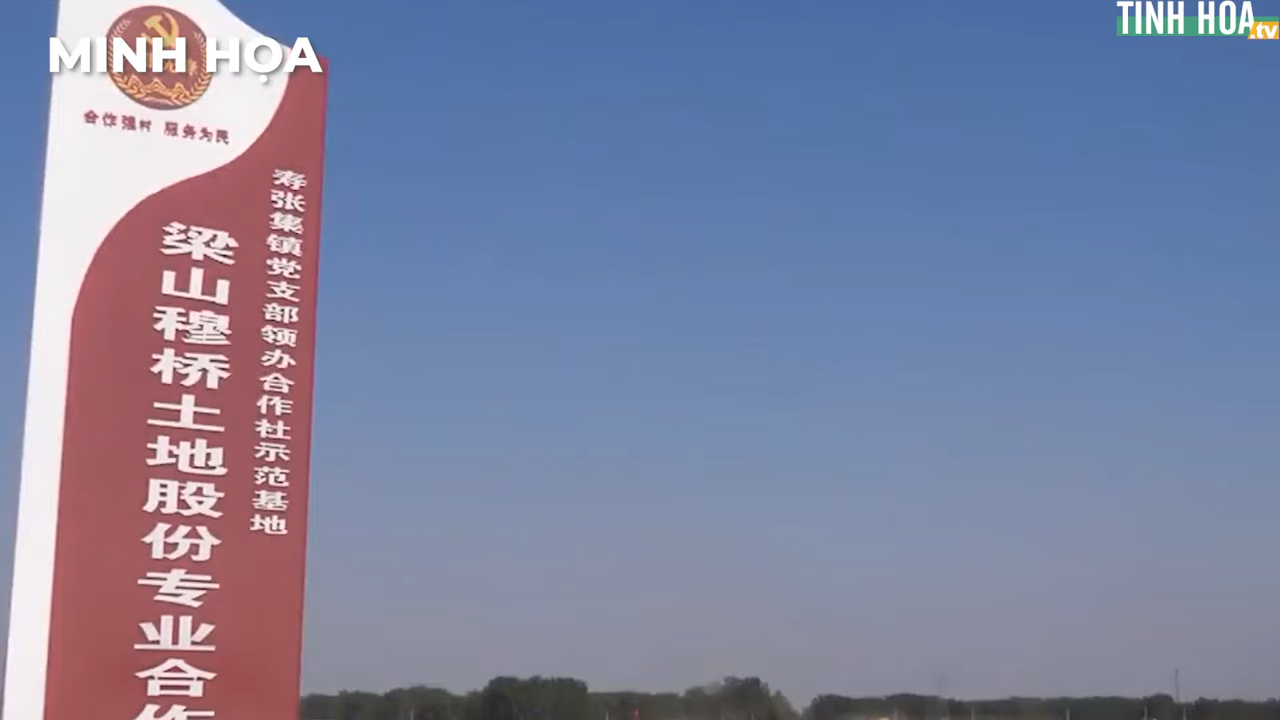 MINH HỌA
TINH HOA
.tv
合作强村 服务为民
寿张集镇党支部领办合作社示范基地
梁山穆桥土地股份专业合作